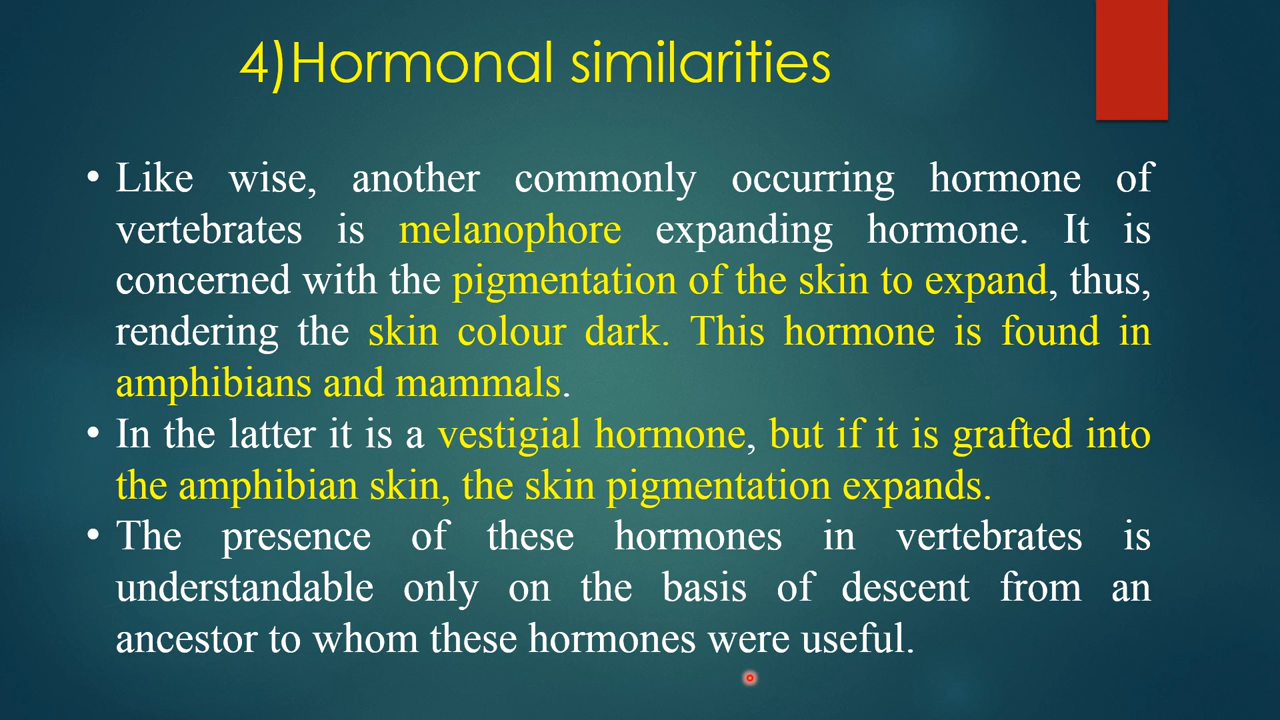 4)Hormonal similarities
• Like wise, another commonly occurring hormone of
vertebrates is melanophore expanding hormone. It is
concerned with the pigmentation of the skin to expand, thus,
rendering the skin colour dark. This hormone is found in
amphibians and mammals.
• In the latter it is a vestigial hormone, but if it is grafted into
the amphibian skin, the skin pigmentation expands.
• The presence of these hormones in vertebrates is
understandable only on the basis of descent from an
ancestor to whom these hormones were useful.